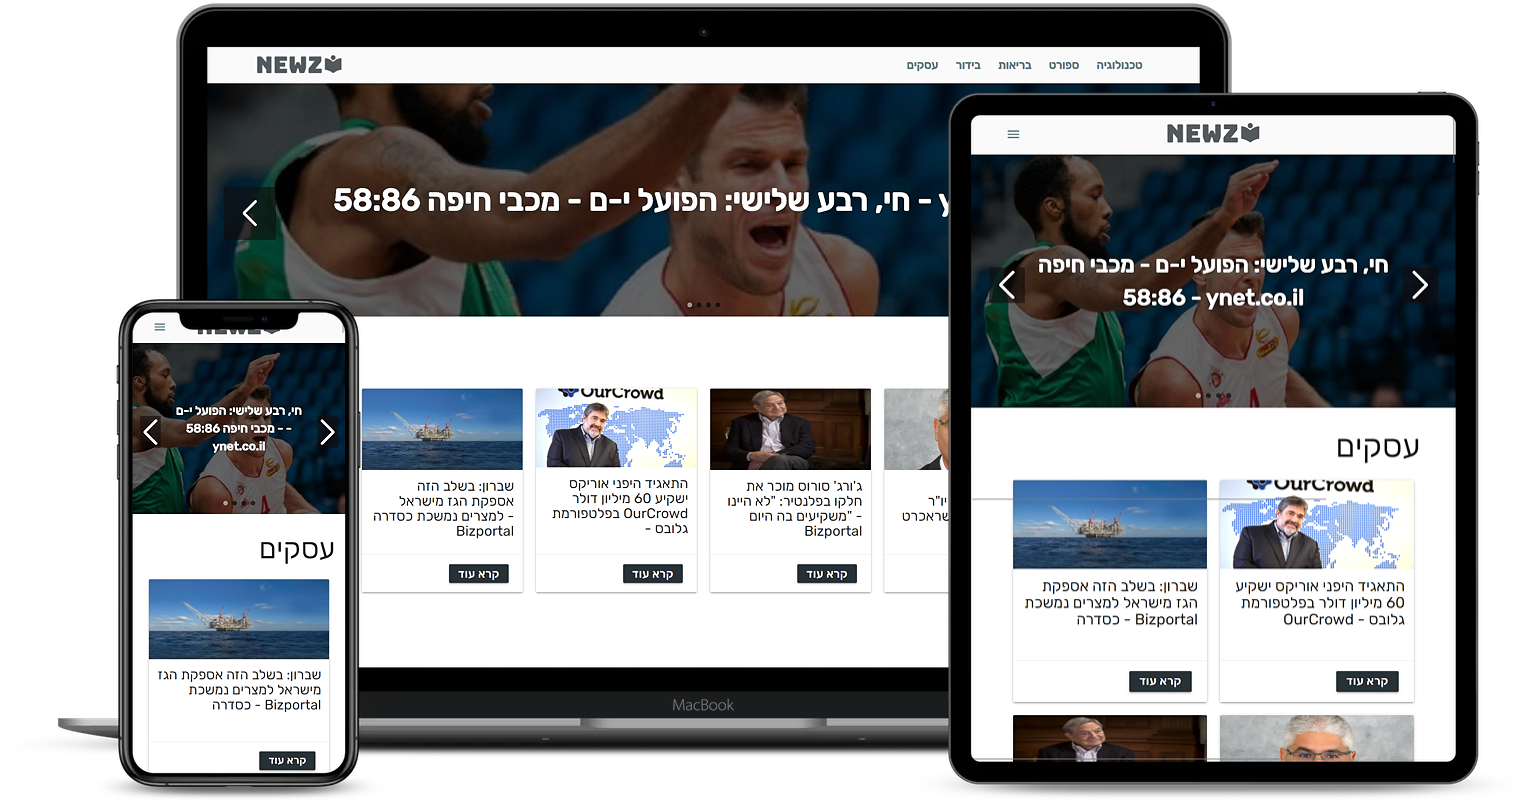 NEWZ
טכנולוגיה
ספורט
בריאות
בידור
עסקים
חי, רבע שלישי: הפועל י-ם - מכבי חיפה 58:86 - y
OurCrowd
שברון: בשלב הזה
אספקת הגז מישראל
למצרים נמשכת כסדרה -
Bizportal
קרא עוד
התאגיד היפני אוריקס
ישקיע 60 מיליון דולר
בפלטפורמת OurCrowd
- גלובס
קרא עוד
ג'ורג' סורוס מוכר את
חלקו בפלנטיר: "לא היינו
משקיעים בה היום" -
Bizportal
קרא עוד
יו"ר
שראכרט
MacBook
NEWZ
חי, רבע שלישי: הפועל י-ם - מכבי חיפה
58:86 - ynet.co.il
עסקים
OurCrowd
התאגיד היפני אוריקס ישקיע
60 מיליון דולר בפלטפורמת
OurCrowd - גלובס
קרא עוד
שברון: בשלב הזה אספקת
הגז מישראל למצרים נמשכת
כסדרה - Bizportal
קרא עוד
NEWZ
חי, רבע שלישי: הפועל י-ם
- מכבי חיפה 58:86 -
ynet.co.il
עסקים
שברון: בשלב הזה אספקת הגז
מישראל למצרים נמשכת
כסדרה - Bizportal
קרא עוד